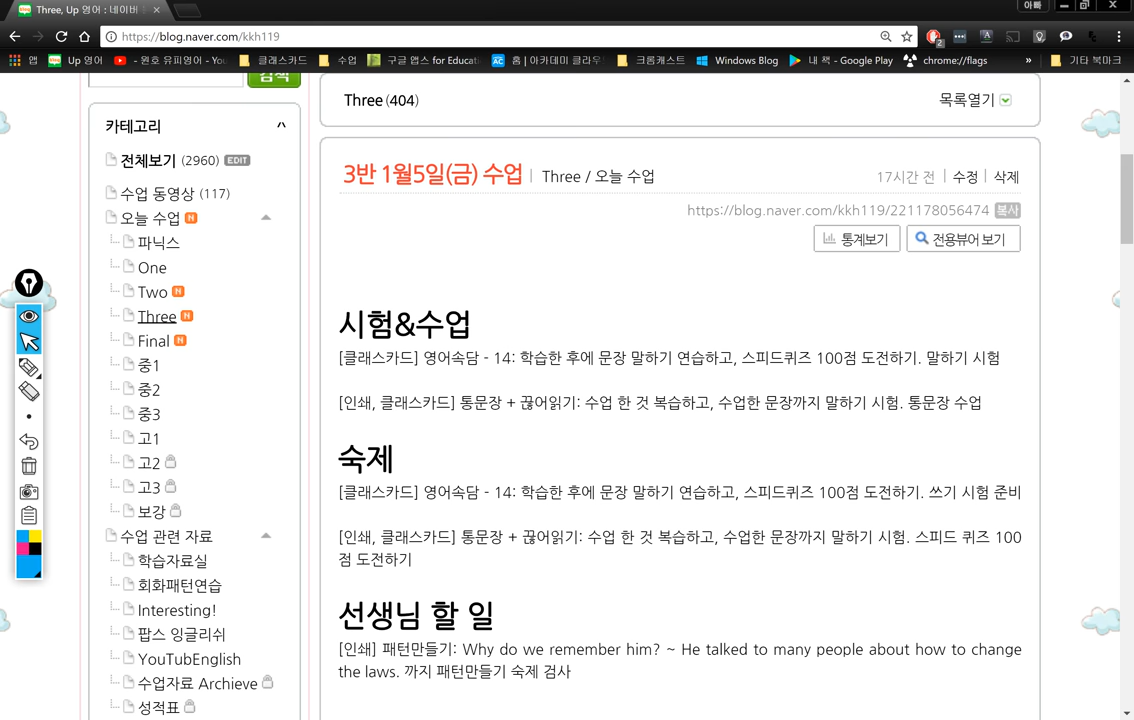 Three, Up 영어 : 네이버
아빠
https://blog.naver.com/kkh119
2
앱
Up 영어
- 원호 유피영어 - You
클래스카드
수업
구글 앱스 for Educati
홈 | 아카데미 클라우드
크롬캐스트
Windows Blog
내 책 - Google Play
chrome://flags
»
기타 북마크
검색
카테고리
전체보기 (2960) EDIT
수업 동영상 (117)
오늘 수업 N
파닉스
One
Two N
Three N
Final N
중1
중2
중3
고1
고2
고3
보강
수업 관련 자료
학습자료실
회화패턴연습
Interesting!
팝스 잉글리쉬
YouTubEnglish
수업자료 Archieve
성적표
Three (404)
목록열기
3반 1월5일(금) 수업 | Three / 오늘 수업
17시간 전 | 수정 | 삭제
https://blog.naver.com/kkh119/221178056474 복사
통계보기
전용뷰어 보기
시험&수업
[클래스카드] 영어속담 - 14: 학습한 후에 문장 말하기 연습하고, 스피드퀴즈 100점 도전하기. 말하기 시험
[인쇄, 클래스카드] 통문장 + 끊어읽기: 수업 한 것 복습하고, 수업한 문장까지 말하기 시험. 통문장 수업
숙제
[클래스카드] 영어속담 - 14: 학습한 후에 문장 말하기 연습하고, 스피드퀴즈 100점 도전하기. 쓰기 시험 준비
[인쇄, 클래스카드] 통문장 + 끊어읽기: 수업 한 것 복습하고, 수업한 문장까지 말하기 시험. 스피드 퀴즈 100
점 도전하기
선생님 할 일
[인쇄] 패턴만들기: Why do we remember him? ~ He talked to many people about how to change
the laws. 까지 패턴만들기 숙제 검사